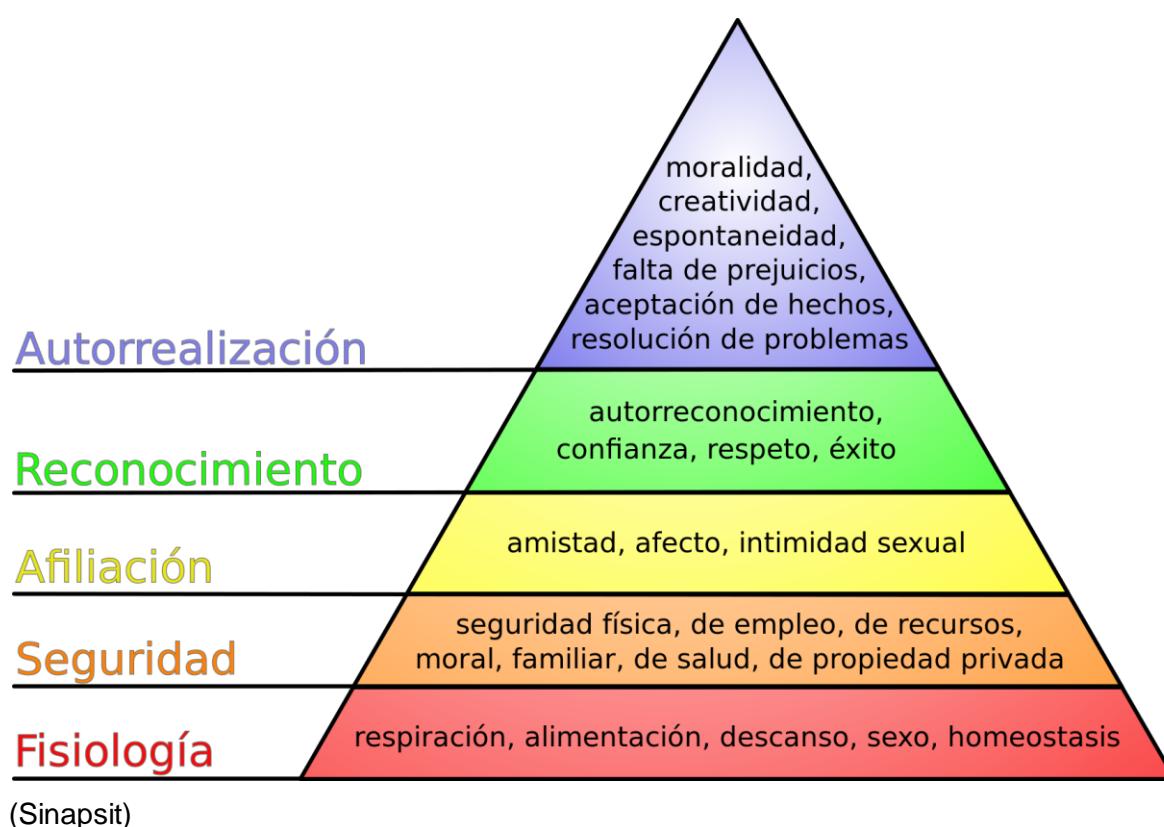 moralidad,
creatividad,
espontaneidad,
falta de prejuicios,
aceptación de hechos,
resolución de problemas
Autorrealización
autorreconocimiento,
confianza, respeto, éxito
Reconocimiento
amistad, afecto, intimidad sexual
Afiliación
seguridad física, de empleo, de recursos,
moral, familiar, de salud, de propiedad privada
Seguridad
respiración, alimentación, descanso, sexo, homeostasis
Fisiología
(Sinapsit)